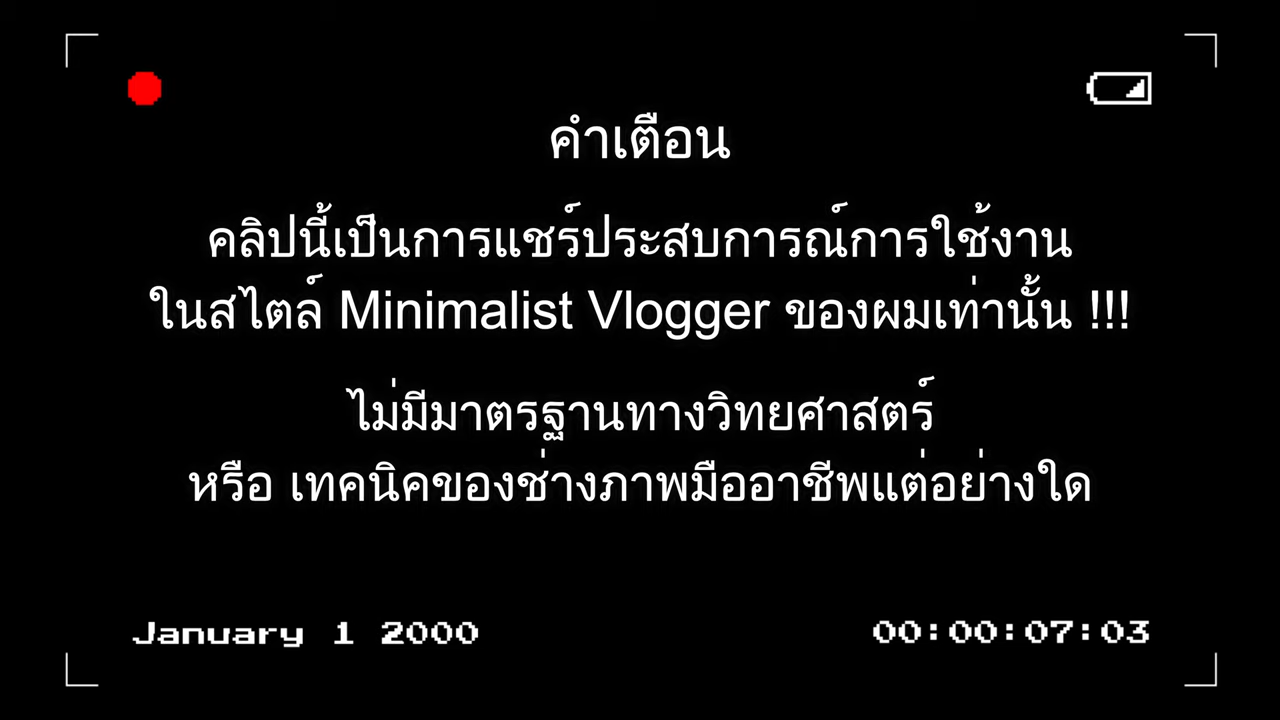 คำเตือน
คลิปนี้เป็นการแชร์ประสบการณ์การใช้งาน
ในสไตล์ Minimalist Vlogger ของผมเท่านั้น !!!
ไม่มีมาตรฐานทางวิทยศาสตร์
หรือ เทคนิคของช่างภาพมืออาชีพแต่อย่างใด
January 1 2000
00:00:07:03